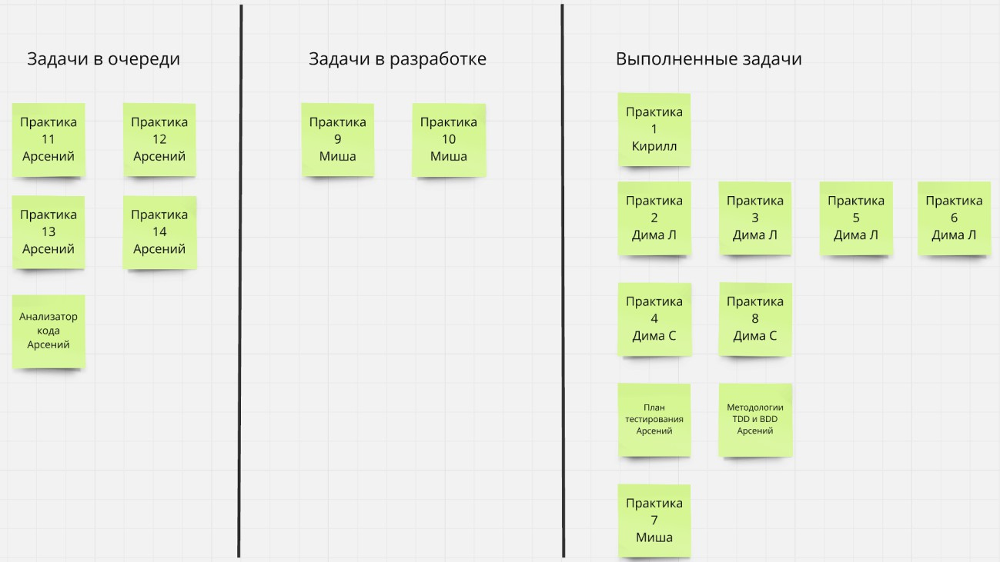 Задачи в очереди
Практика
11
Арсений
Практика
12
Арсений
Практика
13
Арсений
Практика
14
Арсений
Анализатор
кода
Арсений
Задачи в разработке
Практика
9
Миша
Практика
10
Миша
Выполненные задачи
Практика
1
Кирилл
Практика
2
Дима Л
Практика
3
Дима Л
Практика
5
Дима Л
Практика
6
Дима Л
Практика
4
Дима С
Практика
8
Дима С
План
тестирования
Арсений
Методологии
TDD и BDD
Арсений
Практика
7
Миша